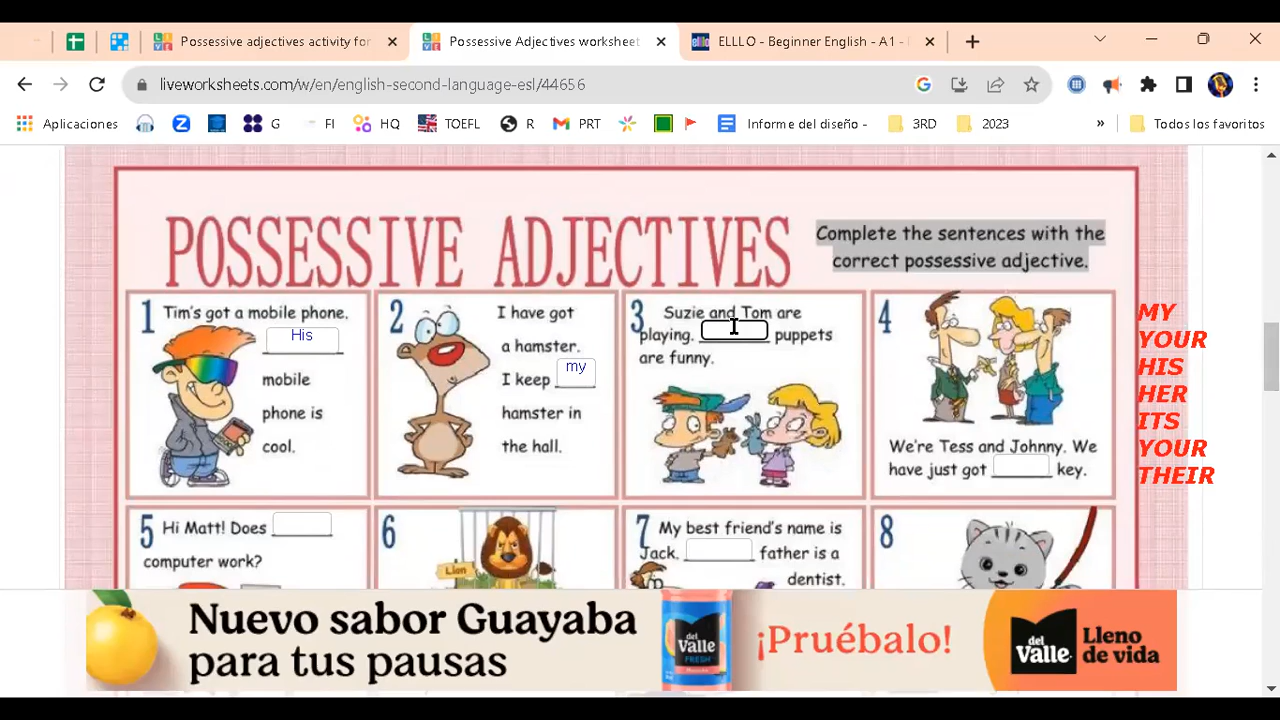 Possessive adjectives activity for
Possessive Adjectives worksheet
ELLLO - Beginner English - A1 -
liveworksheets.com/w/en/english-second-language-esl/44656
Aplicaciones
G
FI
HQ
TOEFL
R
PRT
Informe del diseño -
3RD
2023
»
Todos los favoritos
POSSESSIVE ADJECTIVES
Complete the sentences with the
correct possessive adjective.
1 Tim's got a mobile phone.
His
mobile
phone is
cool.
2 I have got
a hamster.
I keep my
hamster in
the hall.
3 Suzie and Tom are
playing. puppets
are funny.
4
We're Tess and Johnny. We
have just got key.
MY
YOUR
HIS
HER
ITS
YOUR
THEIR
5 Hi Matt! Does
computer work?
6
Lion
7 My best friend's name is
Jack. father is a
dentist.
8
Nuevo sabor Guayaba
para tus pausas
del
Valle
FRESH
¡Pruébalo!
del
Valle
Lleno
de vida